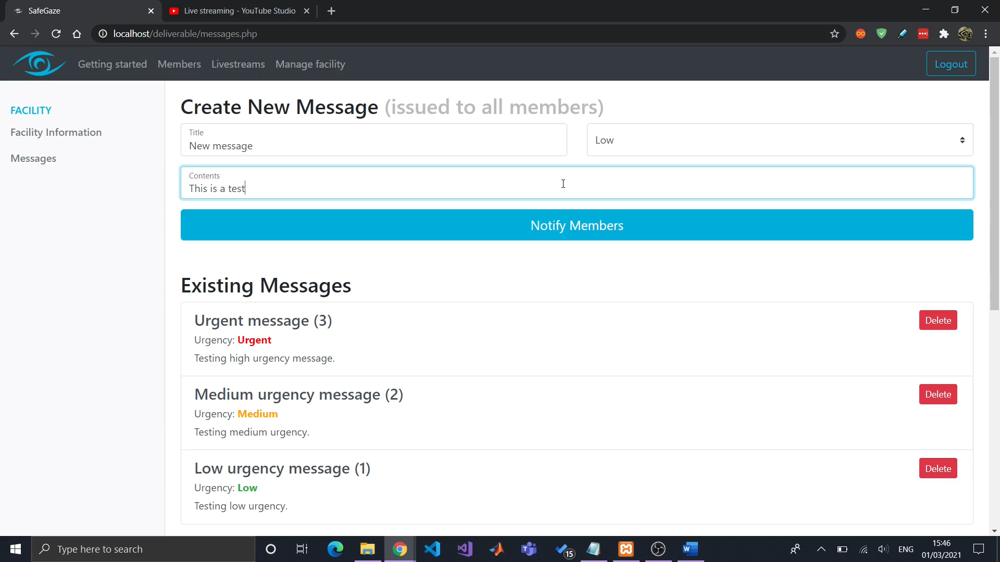 SafeGaze
Live streaming - YouTube Studio
localhost/deliverable/messages.php
Getting started Members Livestreams Manage facility Logout
FACILITY
Facility Information
Messages
Create New Message (issued to all members)
Title
New message
Low
Contents
This is a test
Notify Members
Existing Messages
Urgent message (3)
Delete
Urgency: Urgent
Testing high urgency message.
Medium urgency message (2)
Delete
Urgency: Medium
Testing medium urgency.
Low urgency message (1)
Delete
Urgency: Low
Testing low urgency.
Type here to search
15
ENG
15:46
01/03/2021